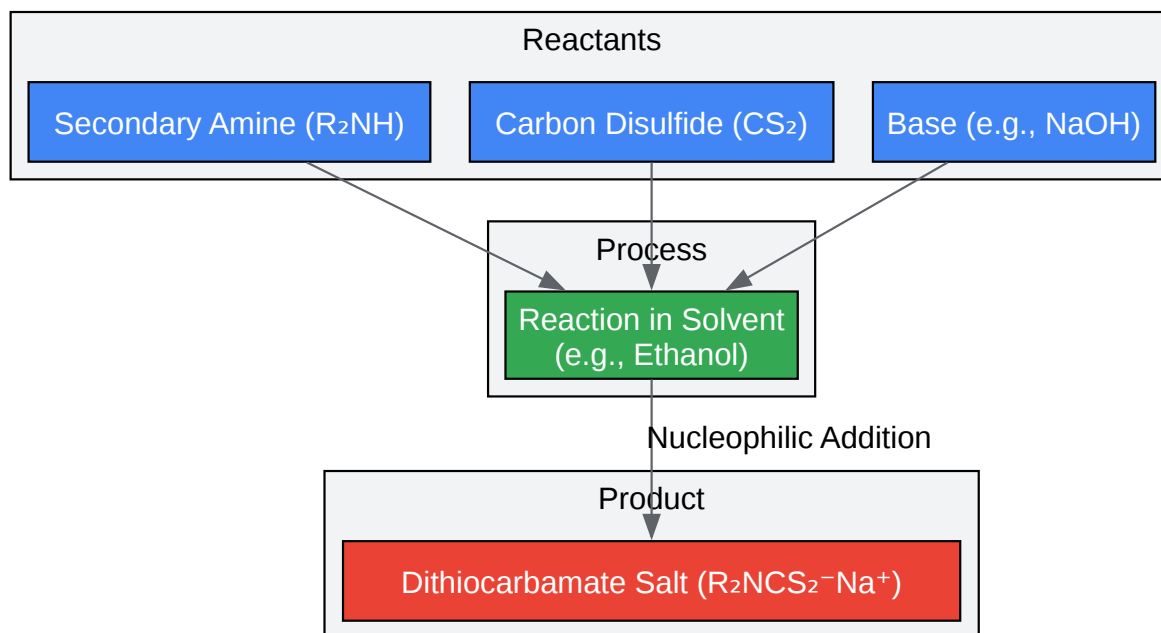 Reactants
Secondary Amine (R₂NH)
Carbon Disulfide (CS₂)
Base (e.g., NaOH)
Process
Reaction in Solvent
(e.g., Ethanol)
Nucleophilic Addition
Product
Dithiocarbamate Salt (R₂NCS₂⁻Na⁺)